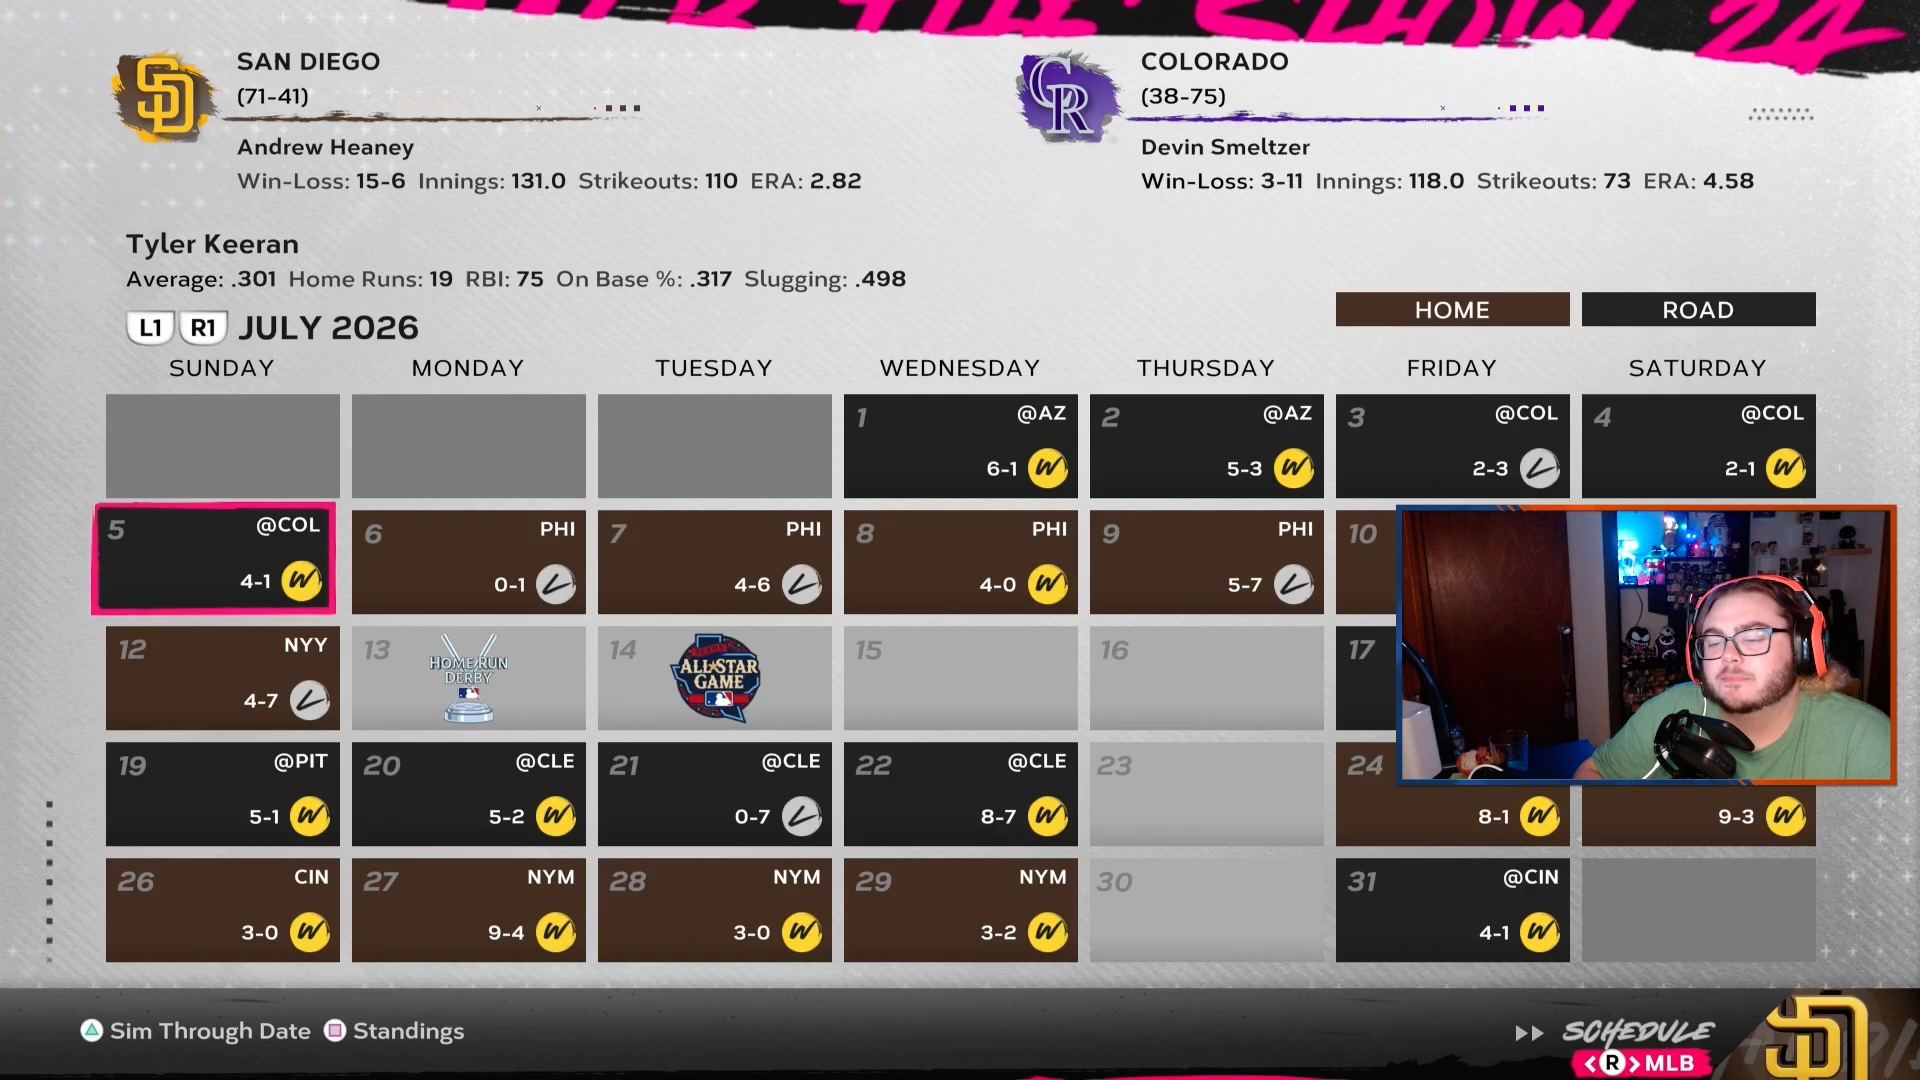 MLB THE SHOW 24
SAN DIEGO
(71-41)
Andrew Heaney
Win-Loss: 15-6 Innings: 131.0 Strikeouts: 110 ERA: 2.82
COLORADO
(38-75)
Devin Smeltzer
Win-Loss: 3-11 Innings: 118.0 Strikeouts: 73 ERA: 4.58
Tyler Keeran
Average: .301 Home Runs: 19 RBI: 75 On Base %: .317 Slugging: .498
L1 R1 JULY 2026
HOME ROAD
SUNDAY MONDAY TUESDAY WEDNESDAY THURSDAY FRIDAY SATURDAY
1 @AZ 2 @AZ 3 @COL 4 @COL
6-1 W 5-3 W 2-3 L 2-1 W
5 @COL 6 PHI 7 PHI 8 PHI 9 PHI 10
4-1 W 0-1 L 4-6 L 4-0 W 5-7 L
12 NYY 13 14 15 16 17
HOME RUN
DERBY
TEXAS
ALL STAR
GAME
4-7 L
19 @PIT 20 @CLE 21 @CLE 22 @CLE 23 24
5-1 W 5-2 W 0-7 L 8-7 W 8-1 W 9-3 W
26 CIN 27 NYM 28 NYM 29 NYM 30 31 @CIN
3-0 W 9-4 W 3-0 W 3-2 W 4-1 W
Sim Through Date Standings
SCHEDULE
R MLB
SD